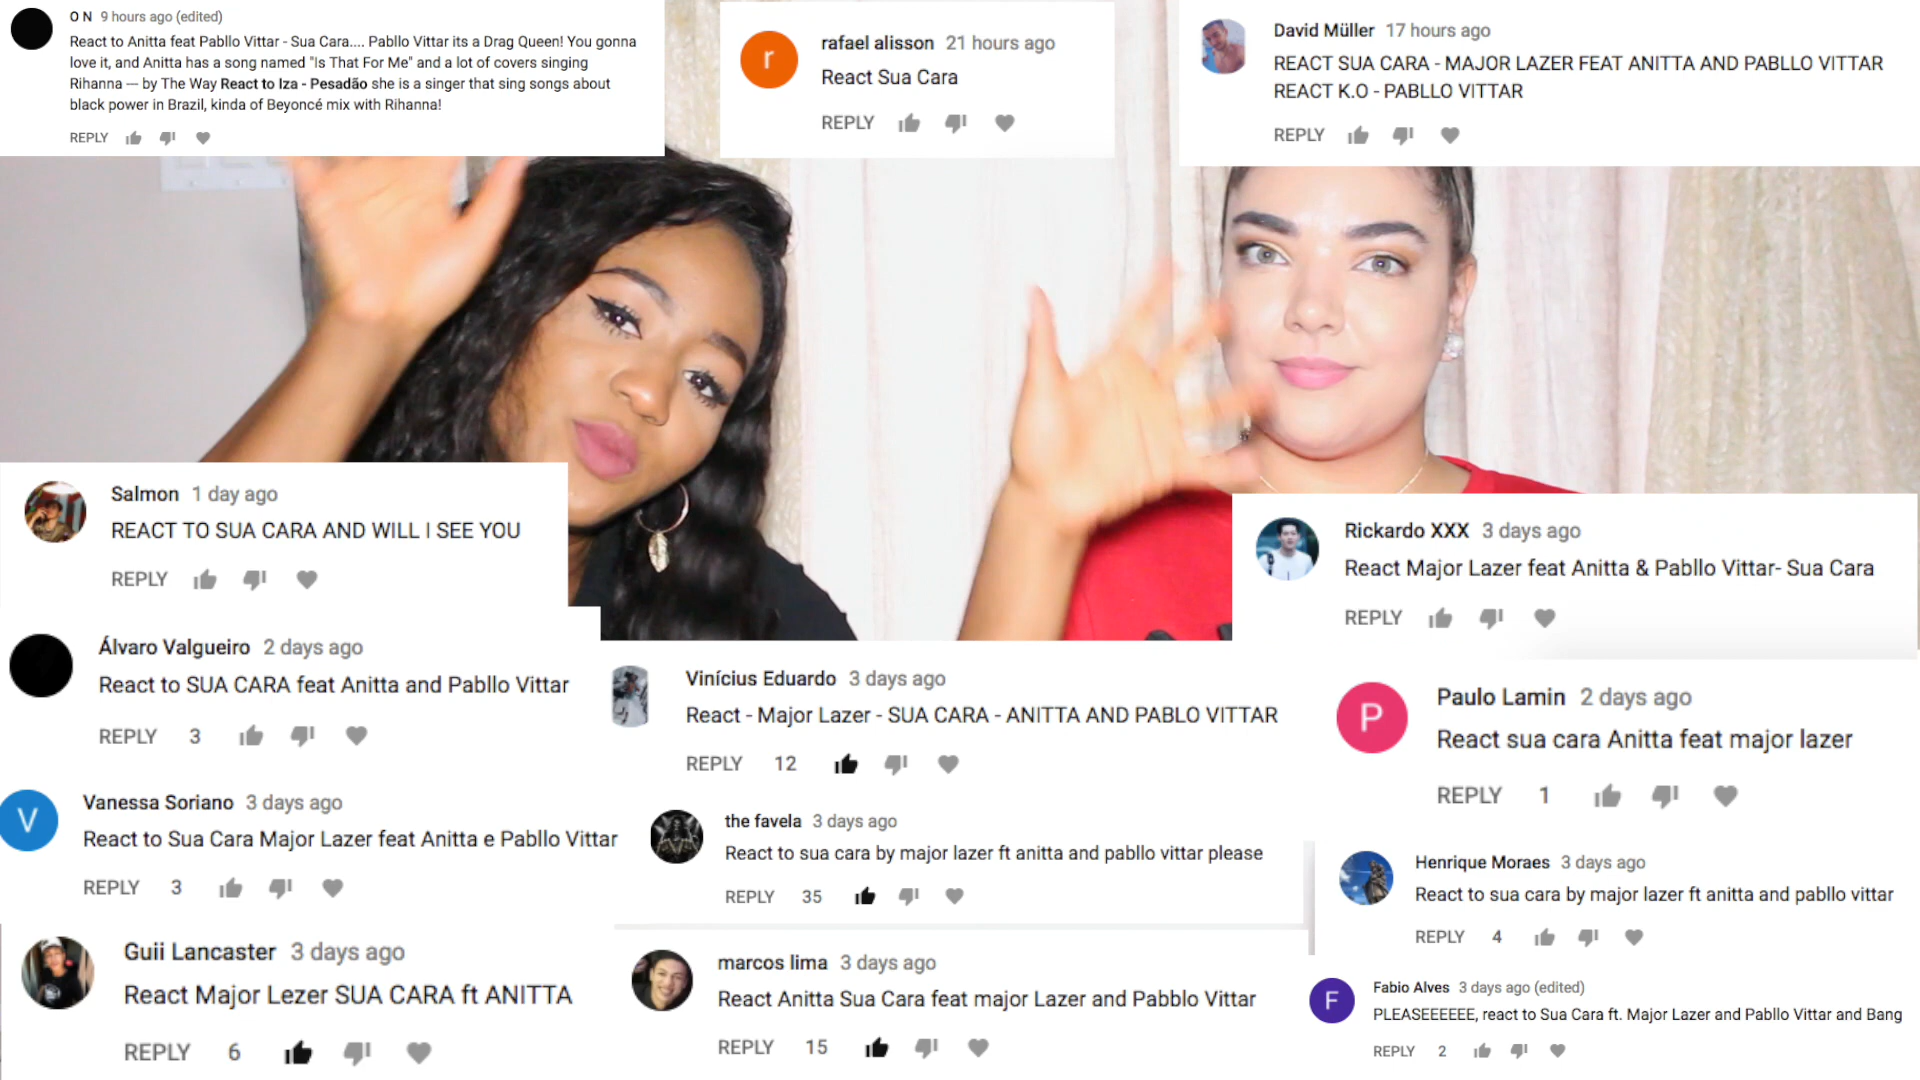 O N 9 hours ago (edited)
React to Anitta feat Pabllo Vittar - Sua Cara.... Pabllo Vittar its a Drag Queen! You gonna
love it, and Anitta has a song named "Is That For Me" and a lot of covers singing
Rihanna --- by The Way React to Iza - Pesadão she is a singer that sing songs about
black power in Brazil, kinda of Beyoncé mix with Rihanna!
REPLY
r
rafael alisson 21 hours ago
React Sua Cara
REPLY
David Müller 17 hours ago
REACT SUA CARA - MAJOR LAZER FEAT ANITTA AND PABLLO VITTAR
REACT K.O - PABLLO VITTAR
REPLY
Salmon 1 day ago
REACT TO SUA CARA AND WILL I SEE YOU
REPLY
Rickardo XXX 3 days ago
React Major Lazer feat Anitta & Pabllo Vittar- Sua Cara
REPLY
Álvaro Valgueiro 2 days ago
React to SUA CARA feat Anitta and Pabllo Vittar
REPLY 3
Vinícius Eduardo 3 days ago
React - Major Lazer - SUA CARA - ANITTA AND PABLO VITTAR
REPLY 12
P
Paulo Lamin 2 days ago
React sua cara Anitta feat major lazer
REPLY 1
V
Vanessa Soriano 3 days ago
React to Sua Cara Major Lazer feat Anitta e Pabllo Vittar
REPLY 3
the favela 3 days ago
React to sua cara by major lazer ft anitta and pabllo vittar please
REPLY 35
Henrique Moraes 3 days ago
React to sua cara by major lazer ft anitta and pabllo vittar
REPLY 4
Guii Lancaster 3 days ago
React Major Lezer SUA CARA ft ANITTA
REPLY 6
marcos lima 3 days ago
React Anitta Sua Cara feat major Lazer and Pabblo Vittar
REPLY 15
F
Fabio Alves 3 days ago (edited)
PLEASEEEEEE, react to Sua Cara ft. Major Lazer and Pabllo Vittar and Bang
REPLY 2